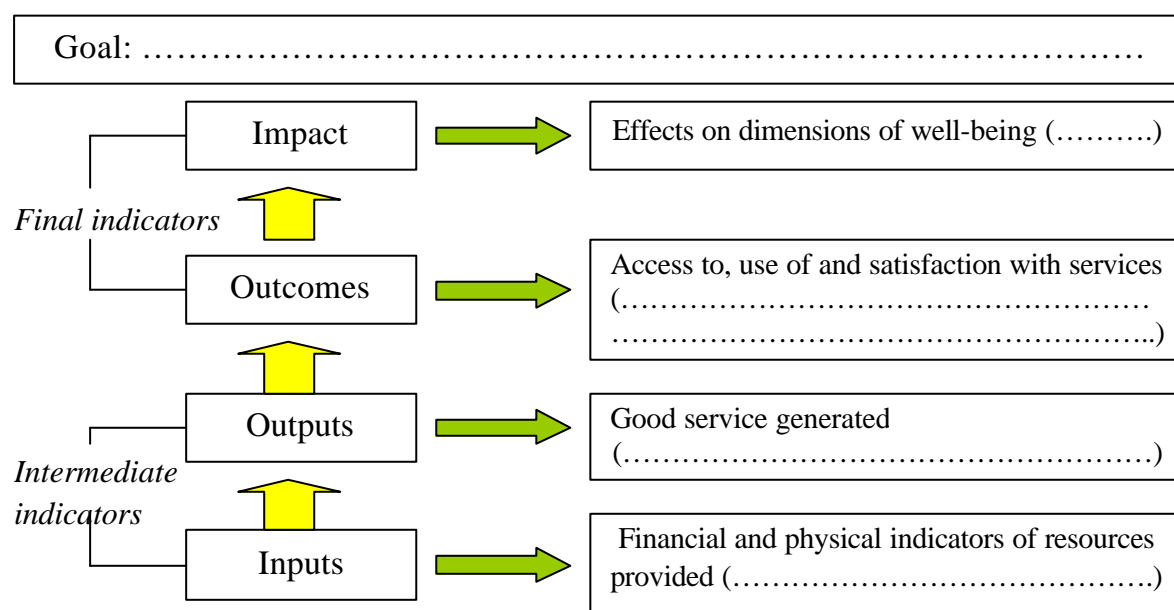 Goal: ……………………………………………………………………………………
Impact
Effects on dimensions of well-being (……….)
Final indicators
Outcomes
Access to, use of and satisfaction with services
(……………………………………………
……………………………………………..)
Outputs
Good service generated
(……………………………………………)
Intermediate
indicators
Inputs
Financial and physical indicators of resources
provided (………………………………….)